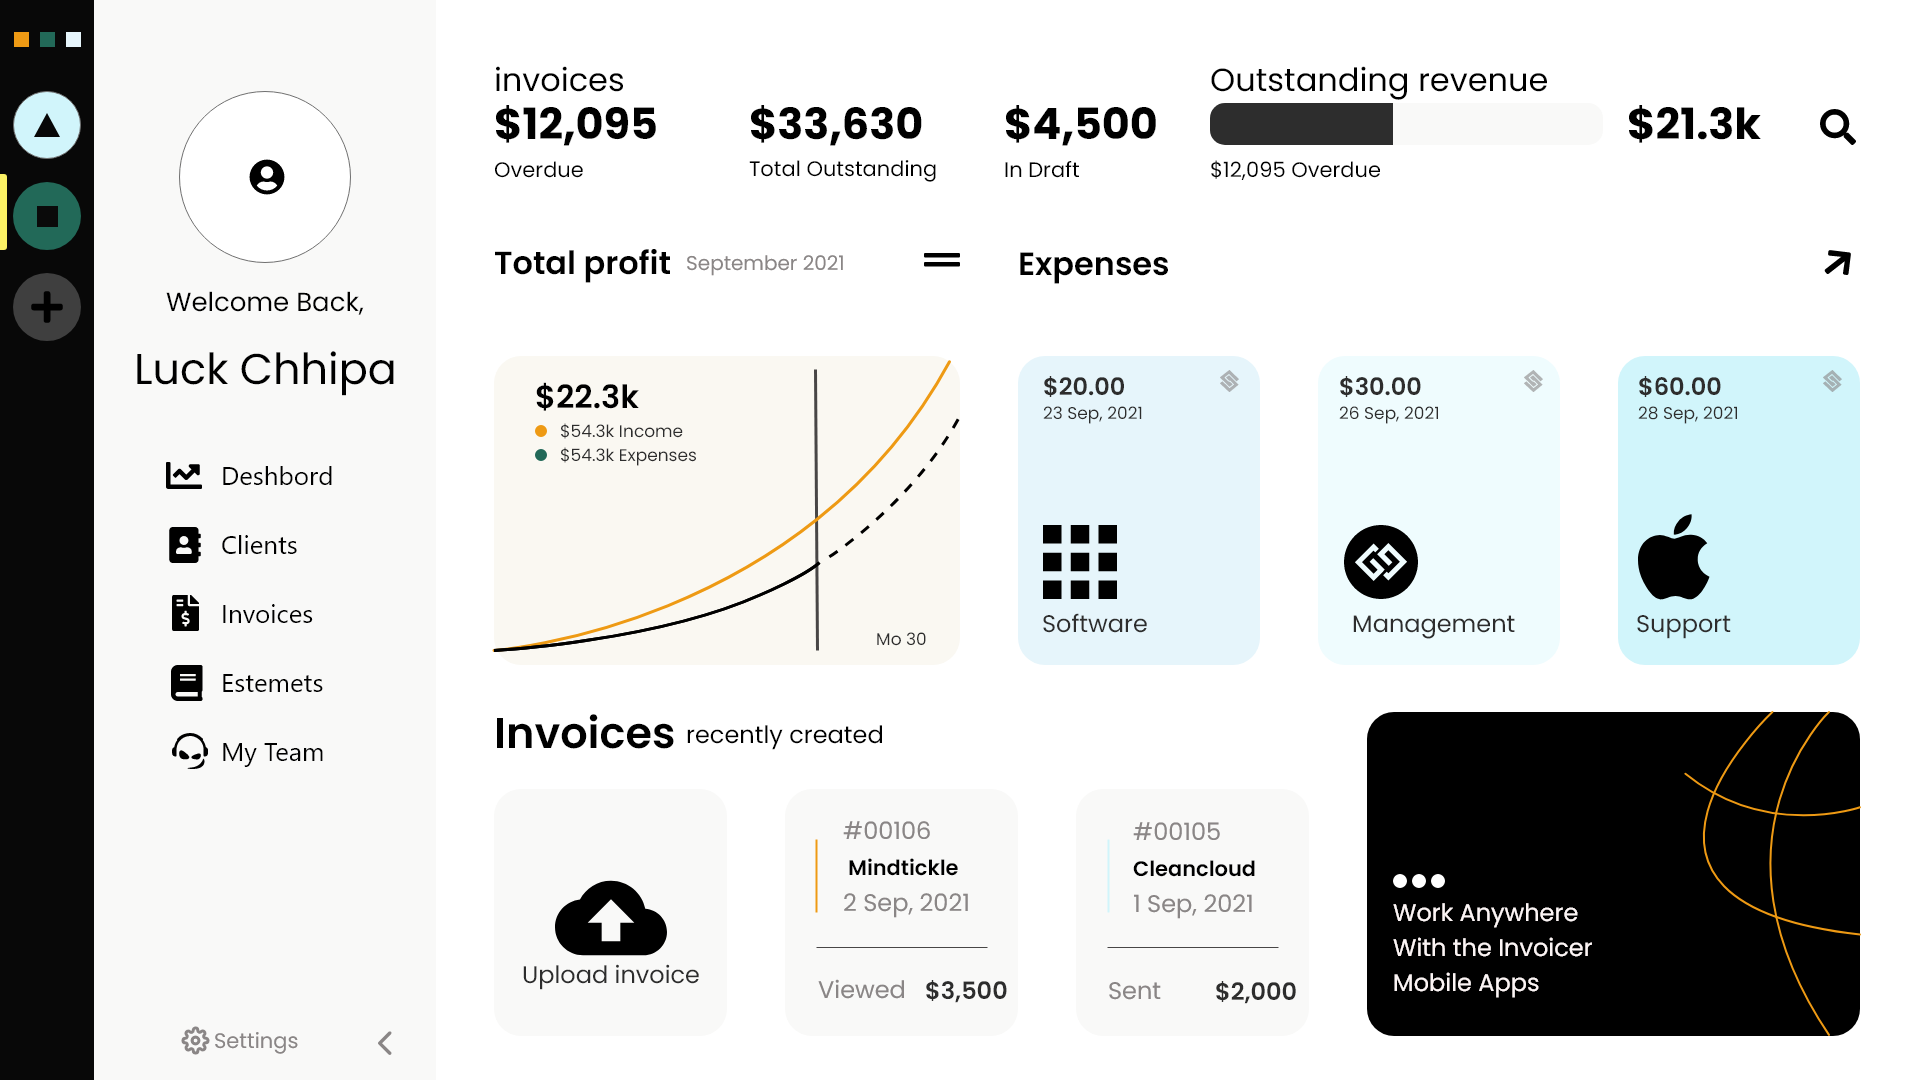 Welcome Back,
Luck Chhipa
Deshbord
Clients
Invoices
Estemets
My Team
Settings
invoices
$12,095
Overdue
$33,630
Total Outstanding
$4,500
In Draft
Outstanding revenue
$12,095 Overdue
$21.3k
Total profit September 2021
$22.3k
$54.3k Income
$54.3k Expenses
Mo 30
Expenses
$20.00
23 Sep, 2021
Software
$30.00
26 Sep, 2021
Management
$60.00
28 Sep, 2021
Support
Invoices recently created
Upload invoice
#00106
Mindtickle
2 Sep, 2021
Viewed $3,500
#00105
Cleancloud
1 Sep, 2021
Sent $2,000
Work Anywhere
With the Invoicer
Mobile Apps